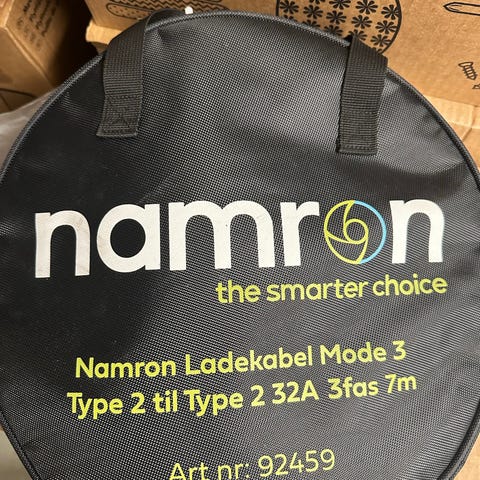 namron
the smarter choice
Namron Ladekabel Mode 3
Type 2 til Type 2 32A 3fas 7m
Art nr: 92459